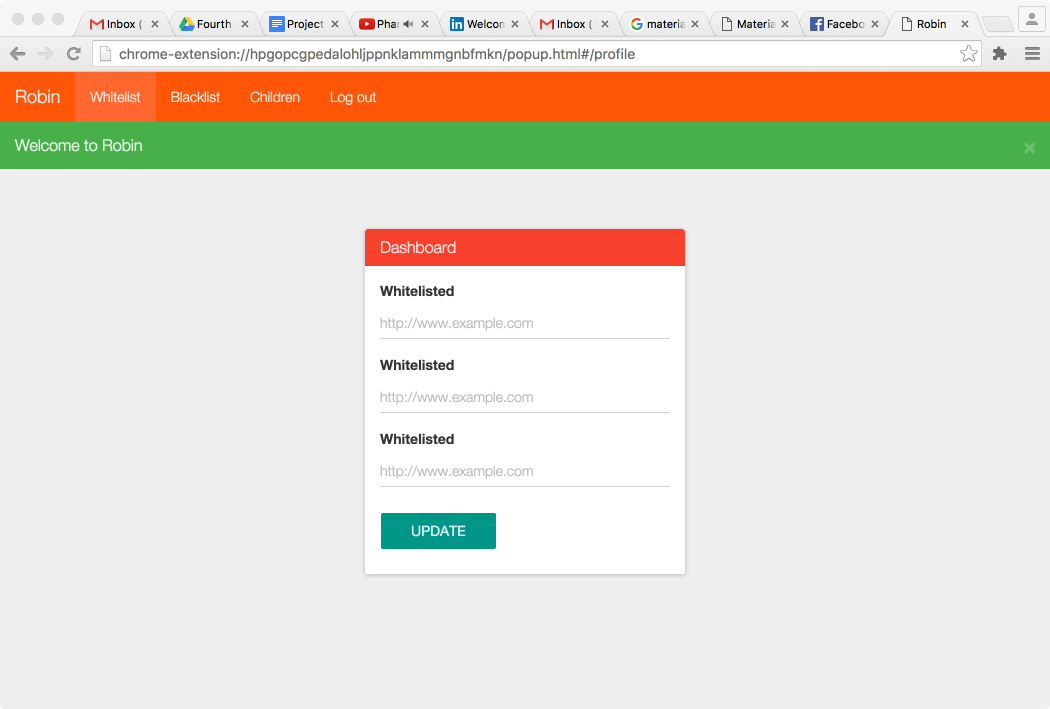 Inbox ( Fourth Project Phar Welcon Inbox ( materia Materia Facebo Robin
chrome-extension://hpgopcgpedalohljppnklammmgnbfmkn/popup.html#/profile
Robin Whitelist Blacklist Children Log out
Welcome to Robin
Dashboard
Whitelisted
http://www.example.com
Whitelisted
http://www.example.com
Whitelisted
http://www.example.com
UPDATE